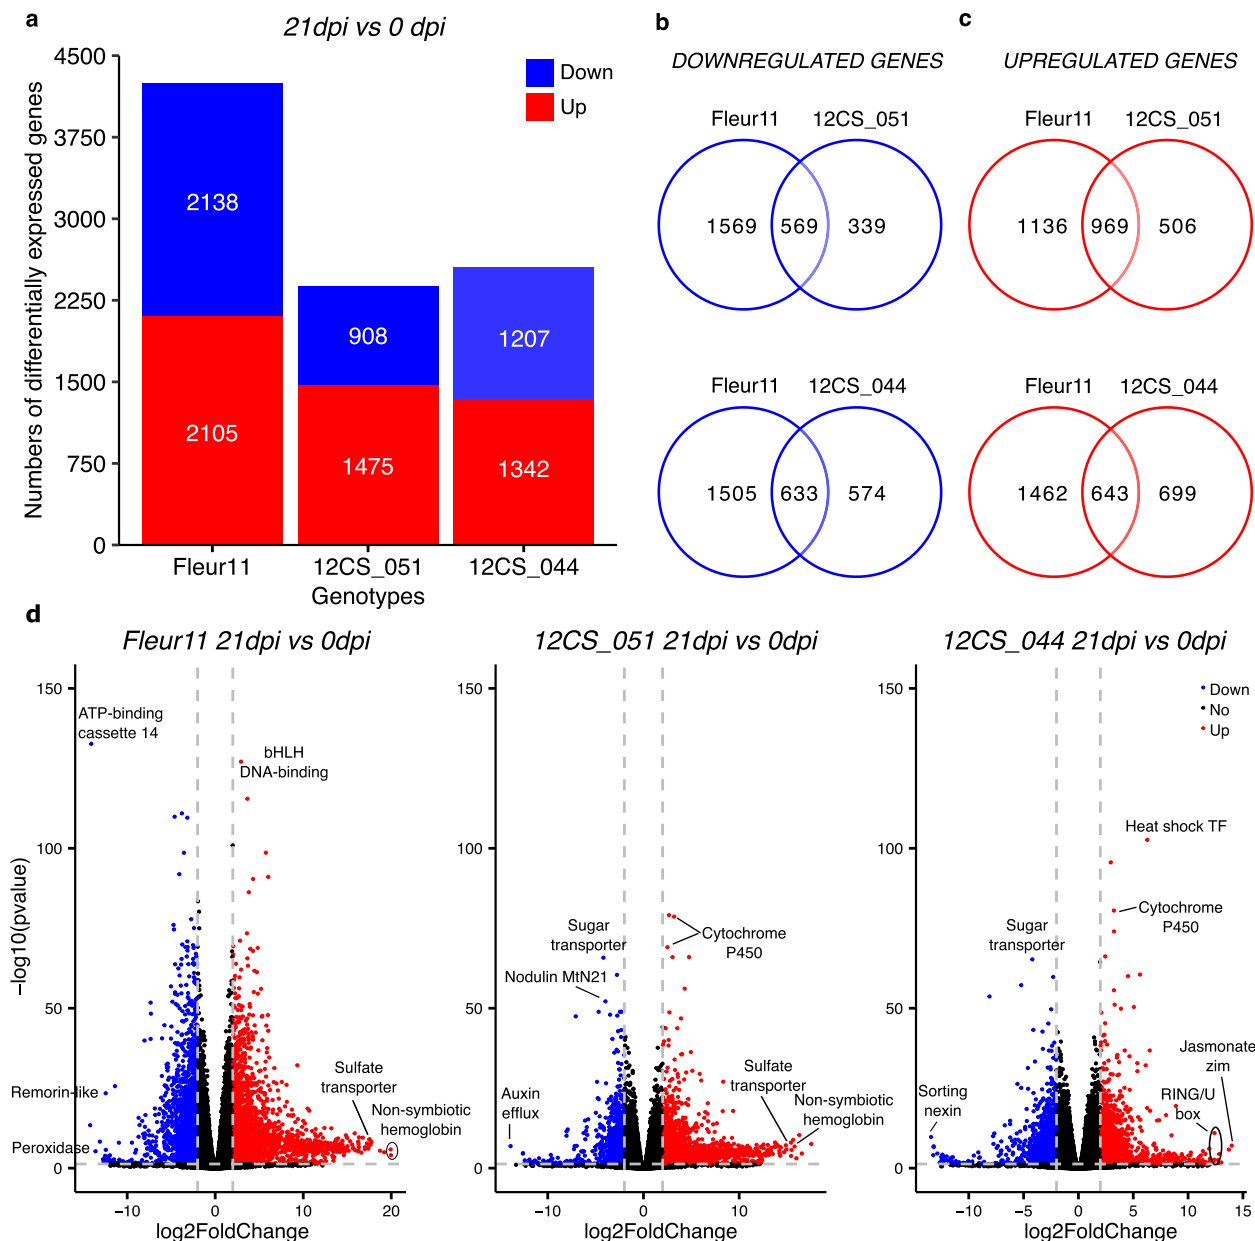 a
21dpi vs 0 dpi
Numbers of differentially expressed genes
4500
3750
3000
2250
1500
750
0
Down
Up
2138
2105
908
1475
1207
1342
Fleur11
12CS_051
12CS_044
Genotypes
b
DOWNREGULATED GENES
Fleur11 12CS_051
1569 569 339
Fleur11 12CS_044
1505 633 574
c
UPREGULATED GENES
Fleur11 12CS_051
1136 969 506
Fleur11 12CS_044
1462 643 699
d
Fleur11 21dpi vs 0dpi
−log10(pvalue)
150
100
50
0
ATP-binding
cassette 14
bHLH
DNA-binding
Remorin-like
Peroxidase
Sulfate
transporter
Non-symbiotic
hemoglobin
−10 0 10 20
log2FoldChange
12CS_051 21dpi vs 0dpi
150
100
50
0
Sugar
transporter
Nodulin MtN21
Cytochrome
P450
Auxin
efflux
Sulfate
transporter
Non-symbiotic
hemoglobin
−10 0 10
log2FoldChange
12CS_044 21dpi vs 0dpi
150
100
50
0
Down
No
Up
Heat shock TF
Cytochrome
P450
Sugar
transporter
Sorting
nexin
Jasmonate
zim
RING/U
box
−10 −5 0 5 10 15
log2FoldChange